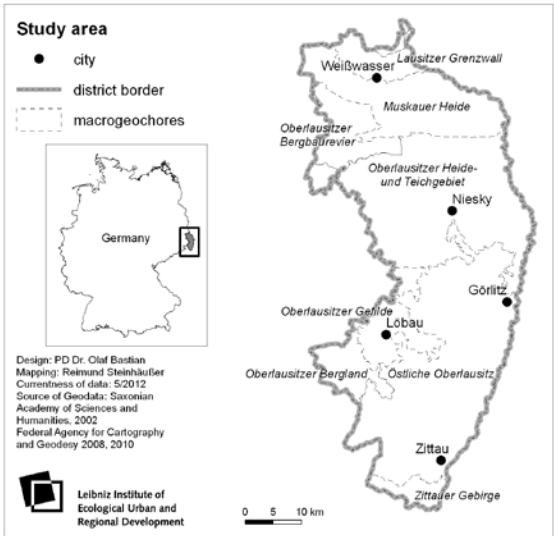 Study area
city
district border
macrogeochores
Germany
Design: PD Dr. Olaf Bastian
Mapping: Reimund Steinhäußer
Currentness of data: 5/2012
Source of Geodata: Saxonian
Academy of Sciences and
Humanities, 2002
Federal Agency for Cartography
and Geodesy 2008, 2010
Leibniz Institute of
Ecological Urban and
Regional Development
0 5 10 km
Lausitzer Grenzwall
Weißwasser
Muskauer Heide
Oberlausitzer
Bergbaurevier
Oberlausitzer Heide-
und Teichgebiet
Niesky
Görlitz
Oberlausitzer Gefilde
Löbau
Oberlausitzer Bergland
Östliche Oberlausitz
Zittau
Zittauer Gebirge